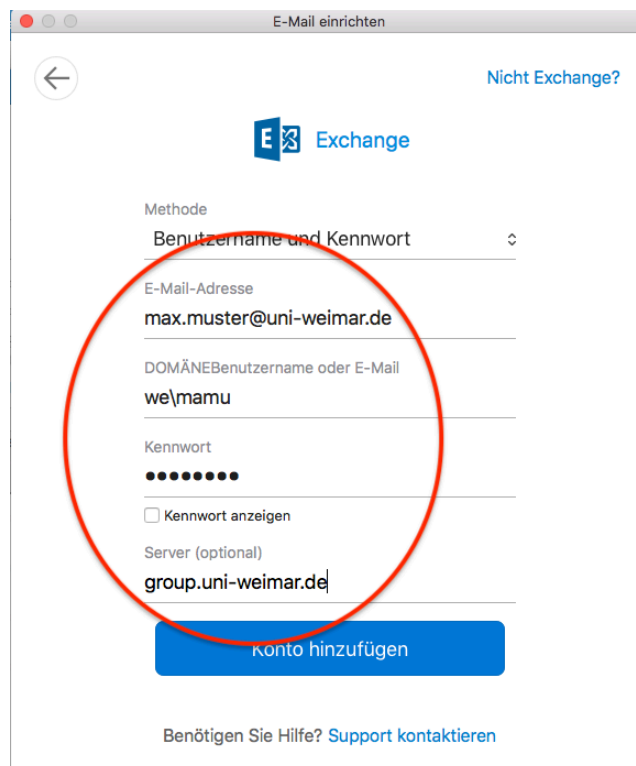 E-Mail einrichten
Nicht Exchange?
E Exchange
Methode
Benutzername und Kennwort
E-Mail-Adresse
max.muster@uni-weimar.de
DOMÄNEBenutzername oder E-Mail
we\mamu
Kennwort
●●●●●●●●
Kennwort anzeigen
Server (optional)
group.uni-weimar.de
Konto hinzufügen
Benötigen Sie Hilfe? Support kontaktieren